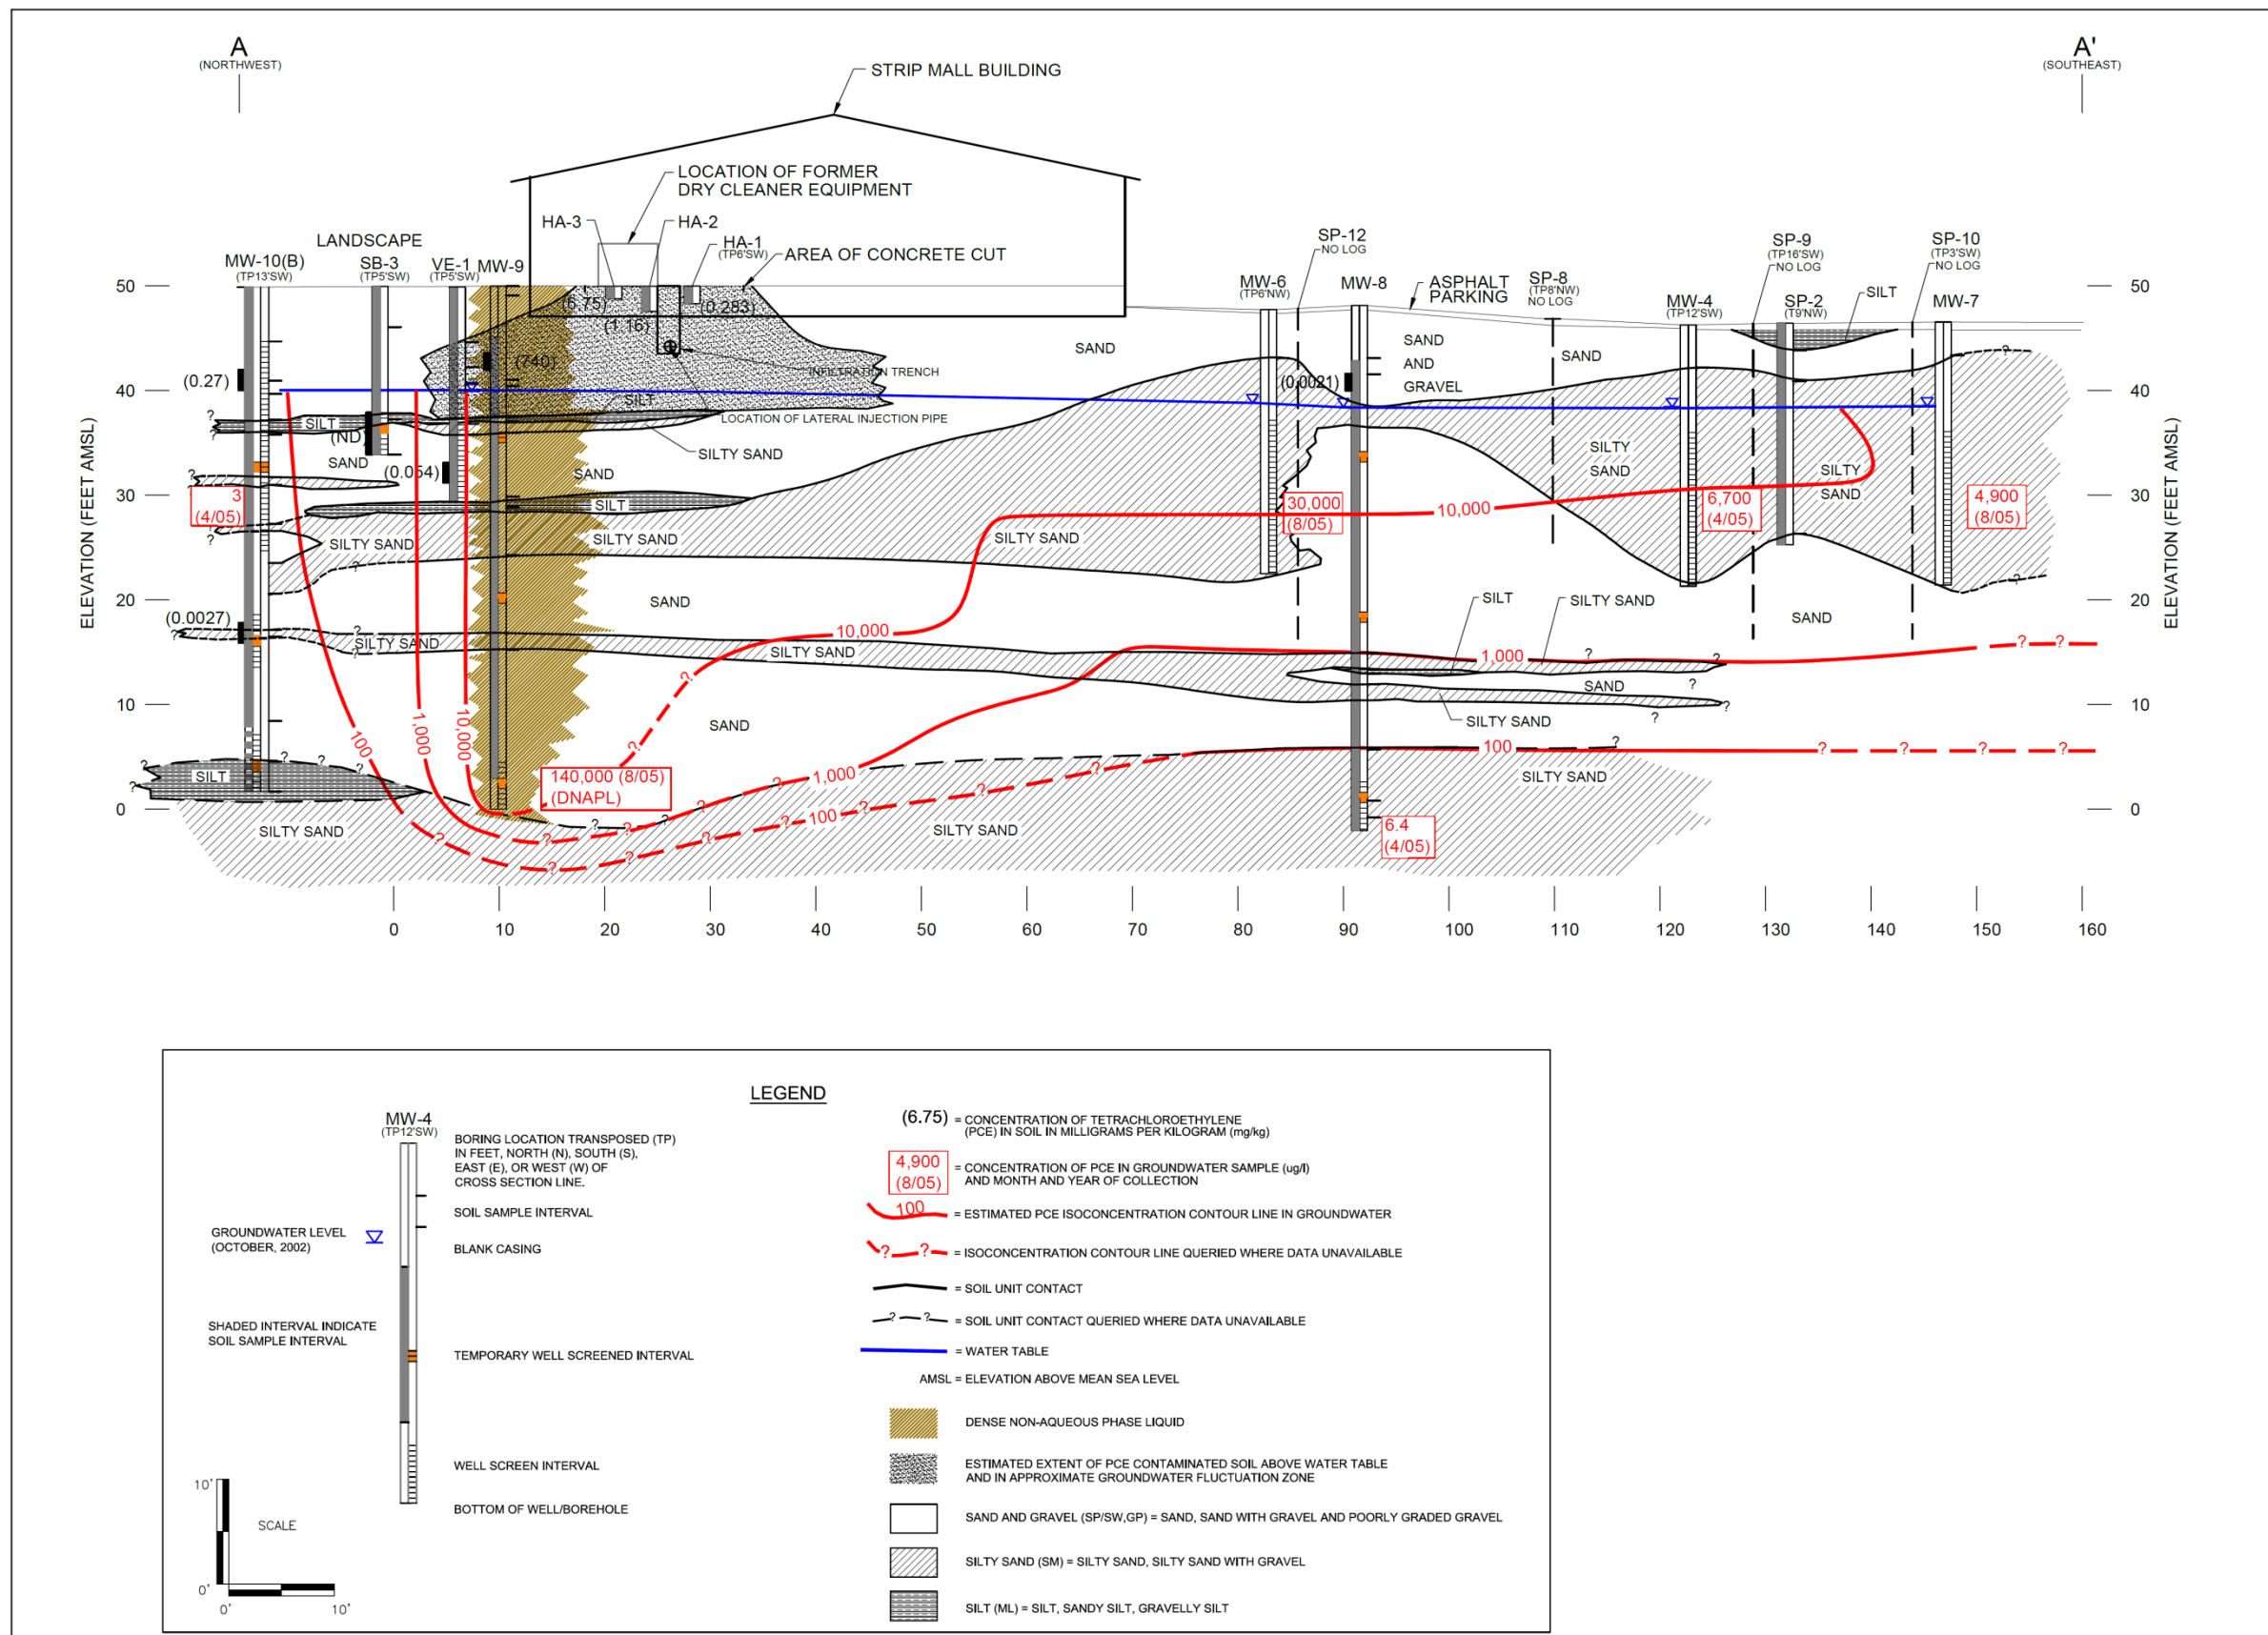 A
(NORTHWEST)
A'
(SOUTHEAST)
STRIP MALL BUILDING
LOCATION OF FORMER
DRY CLEANER EQUIPMENT
HA-3
HA-2
HA-1
(TP6'SW)
AREA OF CONCRETE CUT
LANDSCAPE
MW-10(B)
(TP13'SW)
SB-3
(TP5'SW)
VE-1
(TP5'SW)
MW-9
SP-12
NO LOG
MW-6
(TP6'NW)
MW-8
ASPHALT
PARKING
SP-8
(TP8'NW)
NO LOG
MW-4
(TP12'SW)
SP-9
(TP16'SW)
NO LOG
SP-2
(T9'NW)
SILT
SP-10
(TP3'SW)
NO LOG
MW-7
ELEVATION (FEET AMSL)
50
40
30
20
10
0
ELEVATION (FEET AMSL)
50
40
30
20
10
0
(6.75)
(1.16)
(0.283)
(740)
INFILTRATION TRENCH
LOCATION OF LATERAL INJECTION PIPE
SAND
SAND
AND
GRAVEL
SAND
(0.27)
(0.0021)
SILT
SILT
(ND)
SAND
(0.054)
SAND
SILTY SAND
SILTY
SAND
SILTY
SAND
3
(4/05)
SILT
30,000
(8/05)
10,000
6,700
(4/05)
4,900
(8/05)
SILTY SAND
SILTY SAND
SILTY SAND
(0.0027)
SAND
SILT
SILTY SAND
SAND
10,000
SILTY SAND
SILTY SAND
1,000
SAND
SILTY SAND
100
1,000
10,000
SAND
100
SILT
140,000 (8/05)
(DNAPL)
1,000
100
SILTY SAND
SILTY SAND
SILTY SAND
6.4
(4/05)
0 10 20 30 40 50 60 70 80 90 100 110 120 130 140 150 160
LEGEND
MW-4
(TP12'SW)
BORING LOCATION TRANSPOSED (TP)
IN FEET, NORTH (N), SOUTH (S),
EAST (E), OR WEST (W) OF
CROSS SECTION LINE.
SOIL SAMPLE INTERVAL
GROUNDWATER LEVEL
(OCTOBER, 2002)
BLANK CASING
SHADED INTERVAL INDICATE
SOIL SAMPLE INTERVAL
TEMPORARY WELL SCREENED INTERVAL
WELL SCREEN INTERVAL
BOTTOM OF WELL/BOREHOLE
10'
SCALE
0'
0'
10'
(6.75) = CONCENTRATION OF TETRACHLOROETHYLENE
(PCE) IN SOIL IN MILLIGRAMS PER KILOGRAM (mg/kg)
4,900
(8/05)
= CONCENTRATION OF PCE IN GROUNDWATER SAMPLE (ug/l)
AND MONTH AND YEAR OF COLLECTION
100 = ESTIMATED PCE ISOCONCENTRATION CONTOUR LINE IN GROUNDWATER
? ? = ISOCONCENTRATION CONTOUR LINE QUERIED WHERE DATA UNAVAILABLE
= SOIL UNIT CONTACT
? ? = SOIL UNIT CONTACT QUERIED WHERE DATA UNAVAILABLE
= WATER TABLE
AMSL = ELEVATION ABOVE MEAN SEA LEVEL
DENSE NON-AQUEOUS PHASE LIQUID
ESTIMATED EXTENT OF PCE CONTAMINATED SOIL ABOVE WATER TABLE
AND IN APPROXIMATE GROUNDWATER FLUCTUATION ZONE
SAND AND GRAVEL (SP/SW,GP) = SAND, SAND WITH GRAVEL AND POORLY GRADED GRAVEL
SILTY SAND (SM) = SILTY SAND, SILTY SAND WITH GRAVEL
SILT (ML) = SILT, SANDY SILT, GRAVELLY SILT